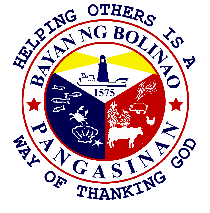 HELPING OTHERS IS A
BAYAN NG BOLINAO
1575
PANGASINAN
WAY OF THANKING GOD